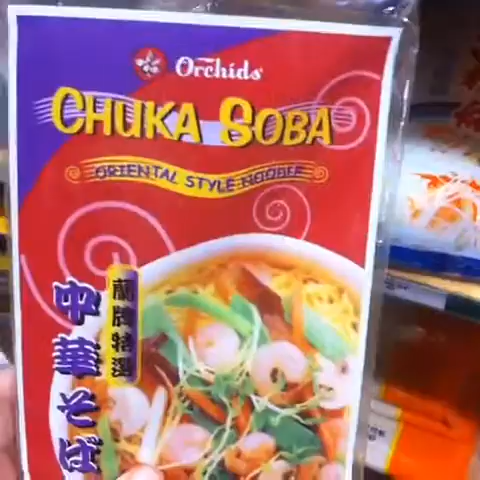 Orchids
CHUKA SOBA
ORIENTAL STYLE NOODLE
中華そば
蘭牌特選